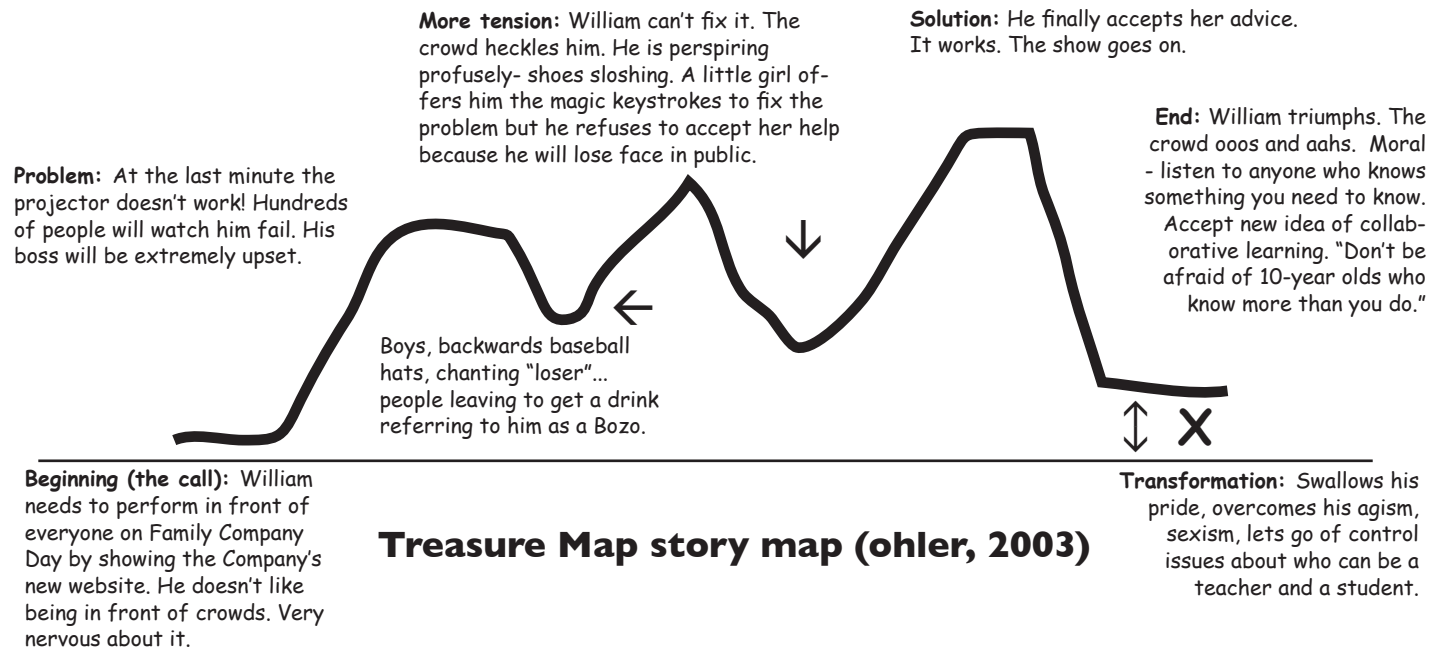 More tension: William can't fix it. The
crowd heckles him. He is perspiring
profusely- shoes sloshing. A little girl of-
fers him the magic keystrokes to fix the
problem but he refuses to accept her help
because he will lose face in public.
Solution: He finally accepts her advice.
It works. The show goes on.
End: William triumphs. The
crowd ooos and aahs. Moral
- listen to anyone who knows
something you need to know.
Accept new idea of collab-
orative learning. “Don't be
afraid of 10-year olds who
know more than you do.”
Problem: At the last minute the
projector doesn't work! Hundreds
of people will watch him fail. His
boss will be extremely upset.
Boys, backwards baseball
hats, chanting “loser”...
people leaving to get a drink
referring to him as a Bozo.
X
Beginning (the call): William
needs to perform in front of
everyone on Family Company
Day by showing the Company's
new website. He doesn't like
being in front of crowds. Very
nervous about it.
Treasure Map story map (ohler, 2003)
Transformation: Swallows his
pride, overcomes his agism,
sexism, lets go of control
issues about who can be a
teacher and a student.